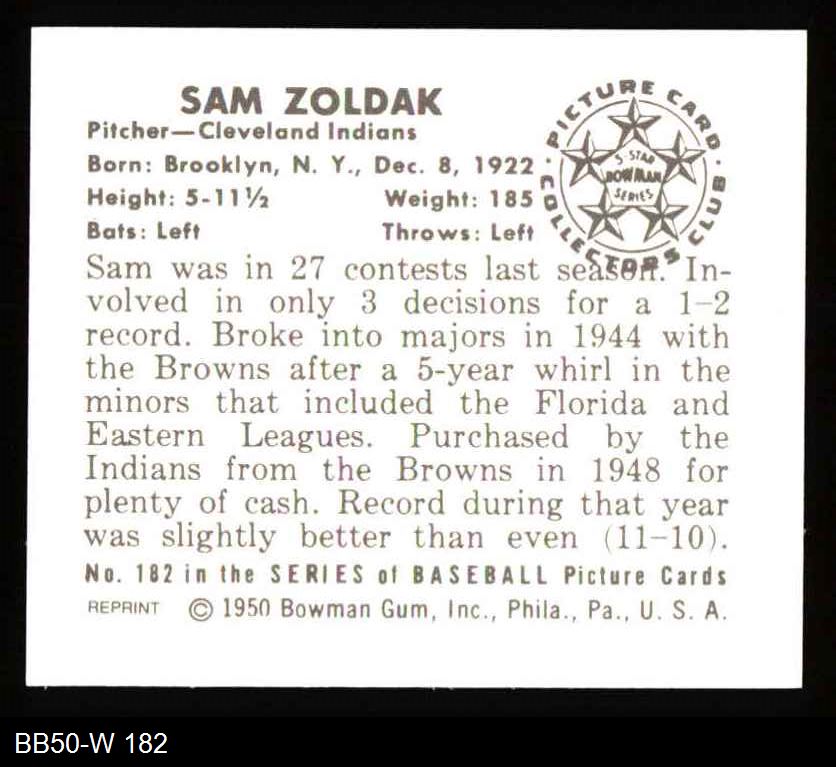 SAM ZOLDAK
Pitcher—Cleveland Indians
Born: Brooklyn, N. Y., Dec. 8, 1922
Height: 5-11½ Weight: 185
Bats: Left Throws: Left
PICTURE CARD
COLLECTORS CLUB
5-STAR
BOWMAN
SERIES
Sam was in 27 contests last season. In-
volved in only 3 decisions for a 1-2
record. Broke into majors in 1944 with
the Browns after a 5-year whirl in the
minors that included the Florida and
Eastern Leagues. Purchased by the
Indians from the Browns in 1948 for
plenty of cash. Record during that year
was slightly better than even (11-10).
No. 182 in the SERIES of BASEBALL Picture Cards
REPRINT © 1950 Bowman Gum, Inc., Phila., Pa., U. S. A.
BB50-W 182